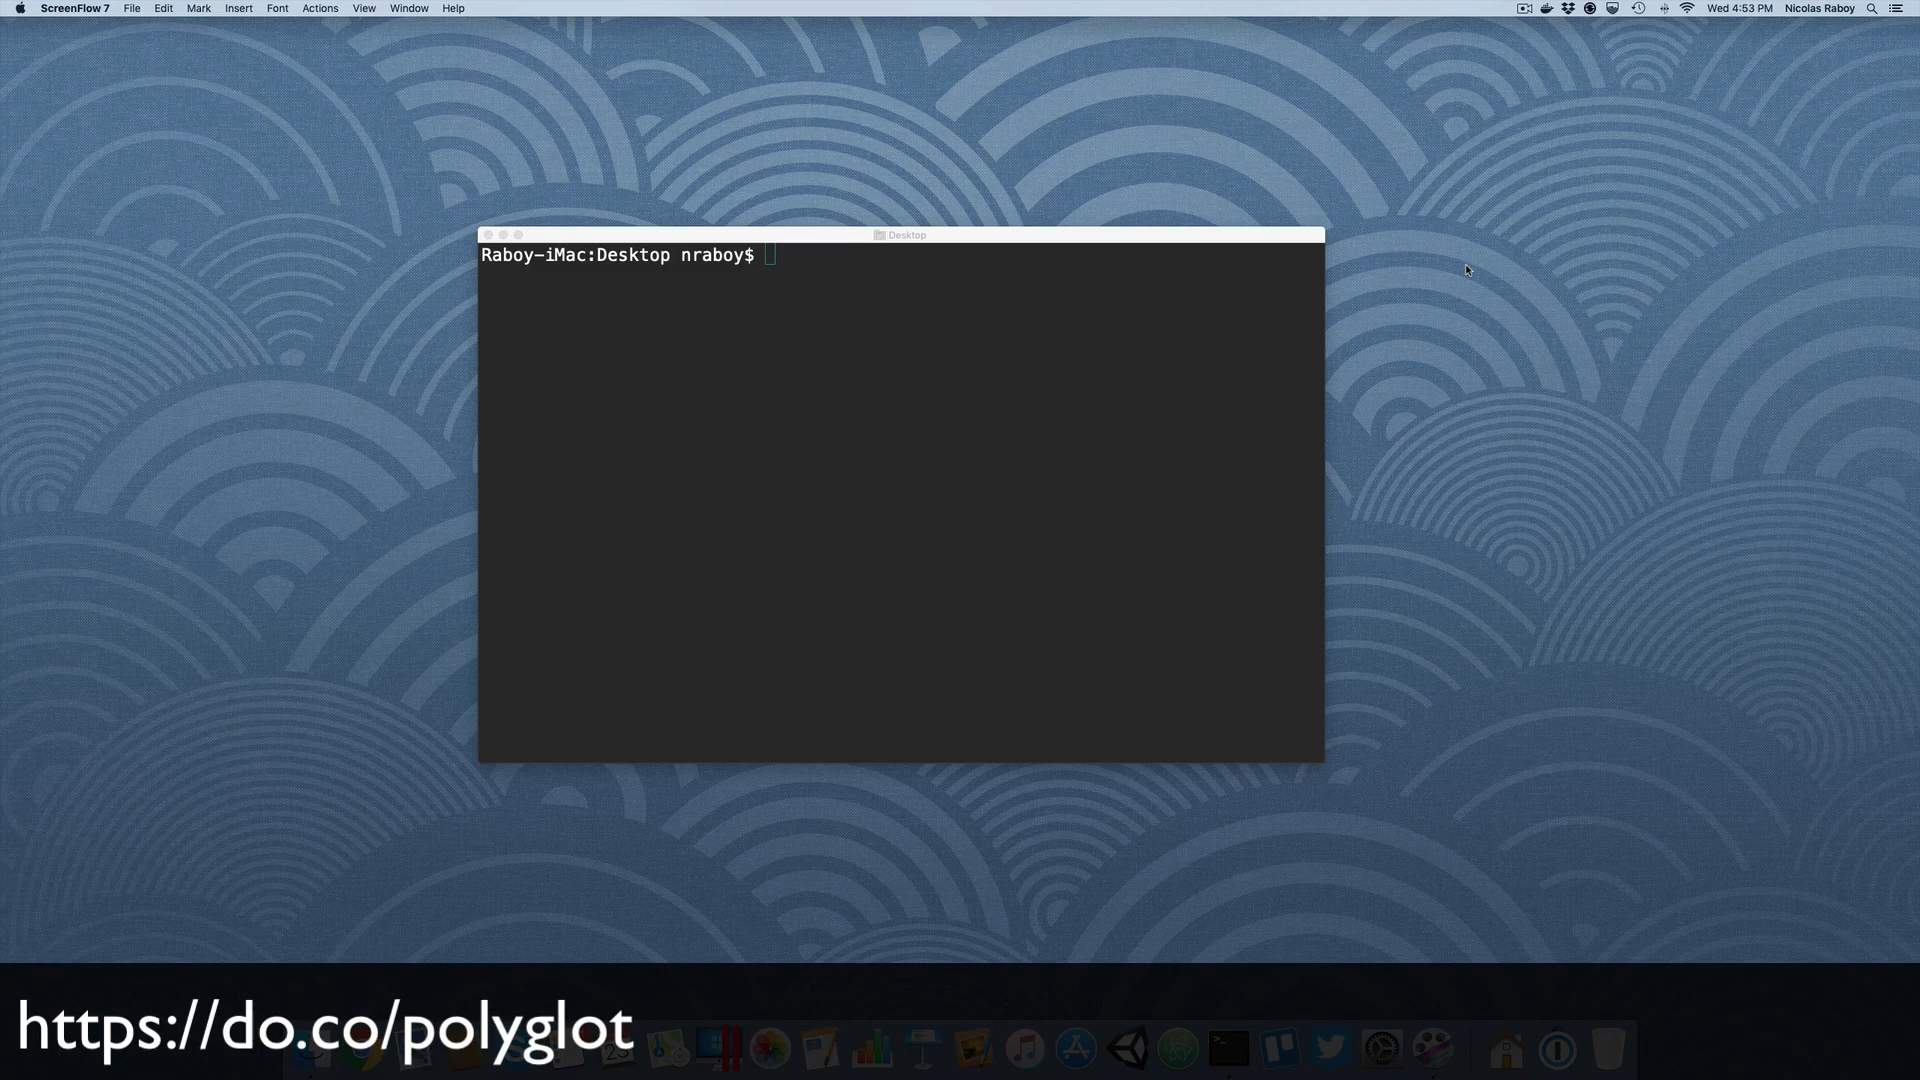 ScreenFlow 7 File Edit Mark Insert Font Actions View Window Help Wed 4:53 PM Nicolas Raboy
Desktop
Raboy-iMac:Desktop nraboy$
https://do.co/polyglot